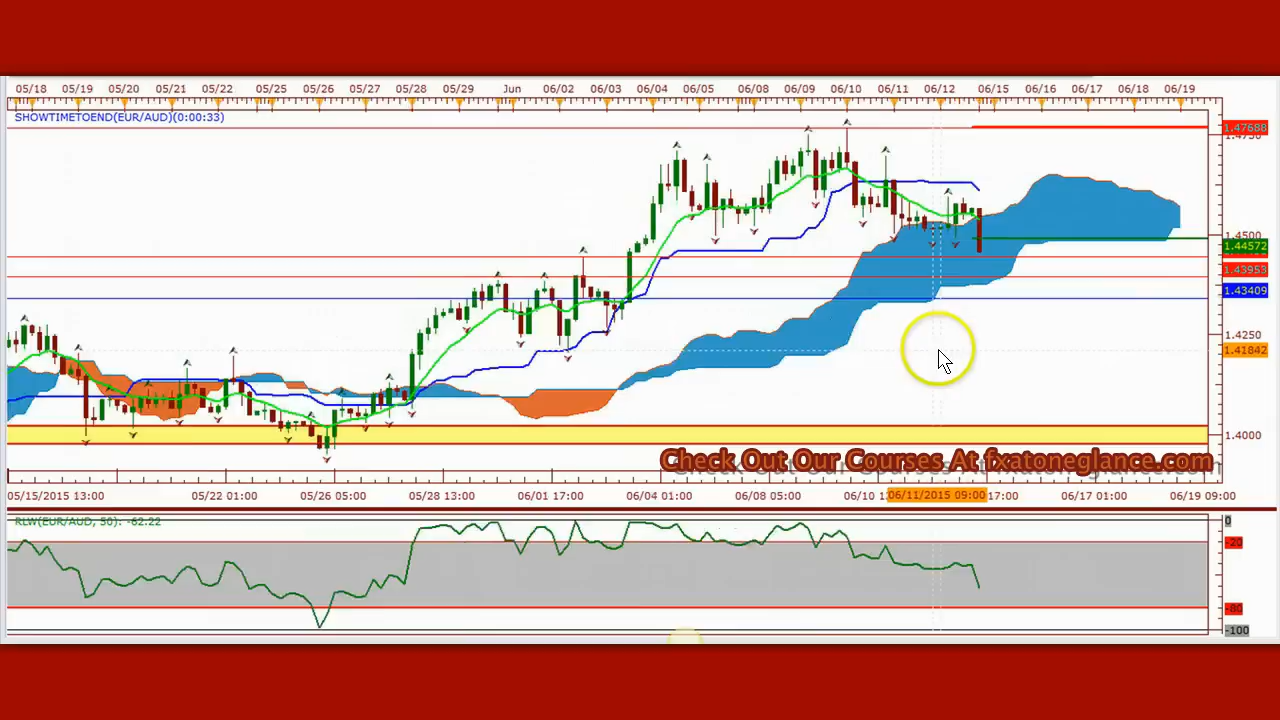 05/18 05/19 05/20 05/21 05/22 05/25 05/26 05/27 05/28 05/29 Jun 06/02 06/03 06/04 06/05 06/08 06/09 06/10 06/11 06/12 06/15 06/16 06/17 06/18 06/19
SHOWTIMETOEND(EUR/AUD)(0:00:33)
1.47688
1.4500
1.44572
1.43953
1.43409
1.4250
1.41842
1.4000
Check Out Our Courses At fxatoneglance.com
05/15/2015 13:00 05/22 01:00 05/26 05:00 05/28 13:00 06/01 17:00 06/04 01:00 06/08 05:00 06/10 06/11/2015 09:00 17:00 06/17 01:00 06/19 09:00
RLW(EUR/AUD, 50): -62.22
0
-20
-80
-100